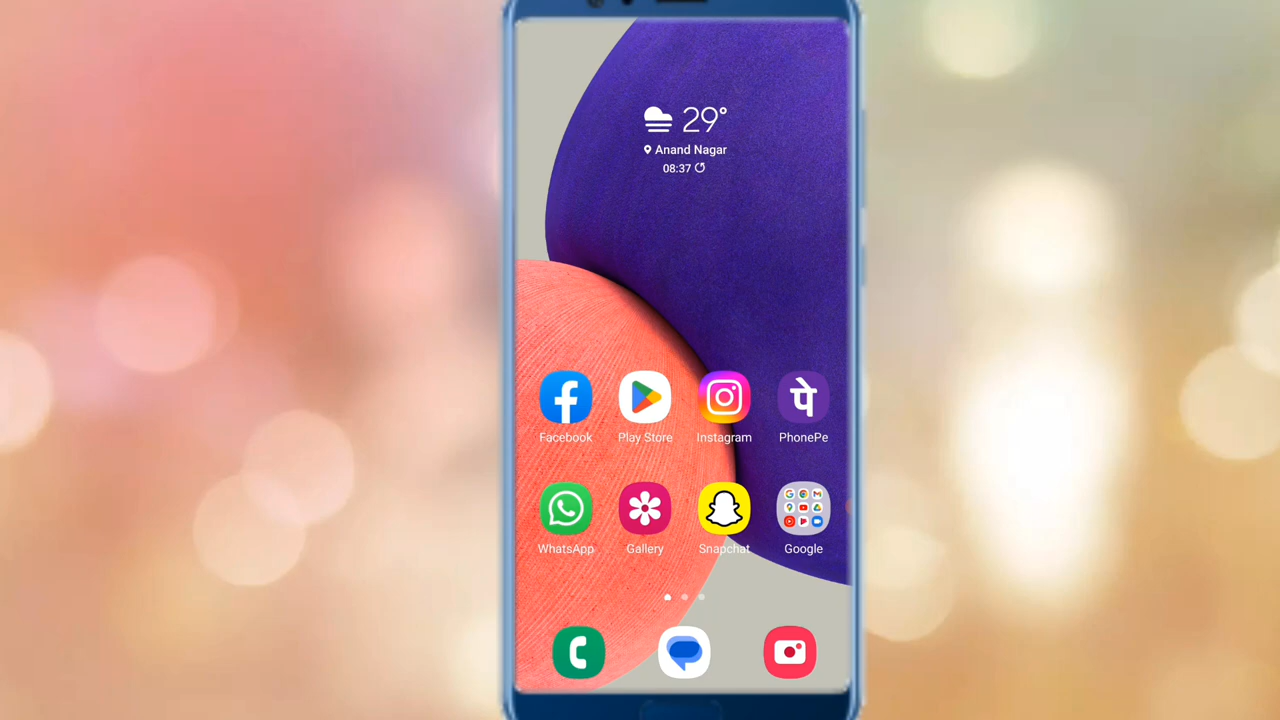 29°
Anand Nagar
08:37
Facebook
Play Store
Instagram
पे
PhonePe
WhatsApp
Gallery
Snapchat
Google